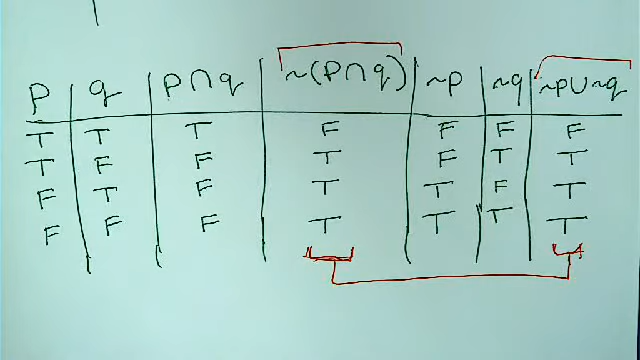 p q p ∩ q ~(p ∩ q) ~p ~q ~p ∪ ~q
T T T F F F F
T F F T F T T
F T F T T F T
F F F T T T T